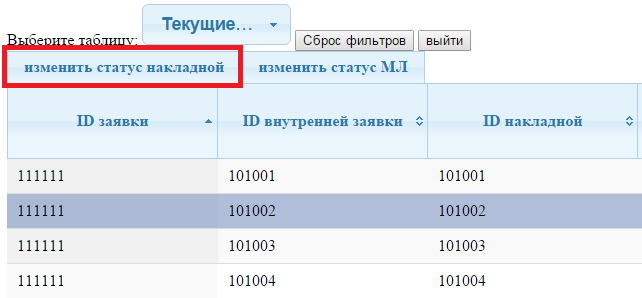 Выберите таблицу: Текущие... Сброс фильтров выйти
изменить статус накладной изменить статус МЛ
ID заявки ID внутренней заявки ID накладной
111111 101001 101001
111111 101002 101002
111111 101003 101003
111111 101004 101004